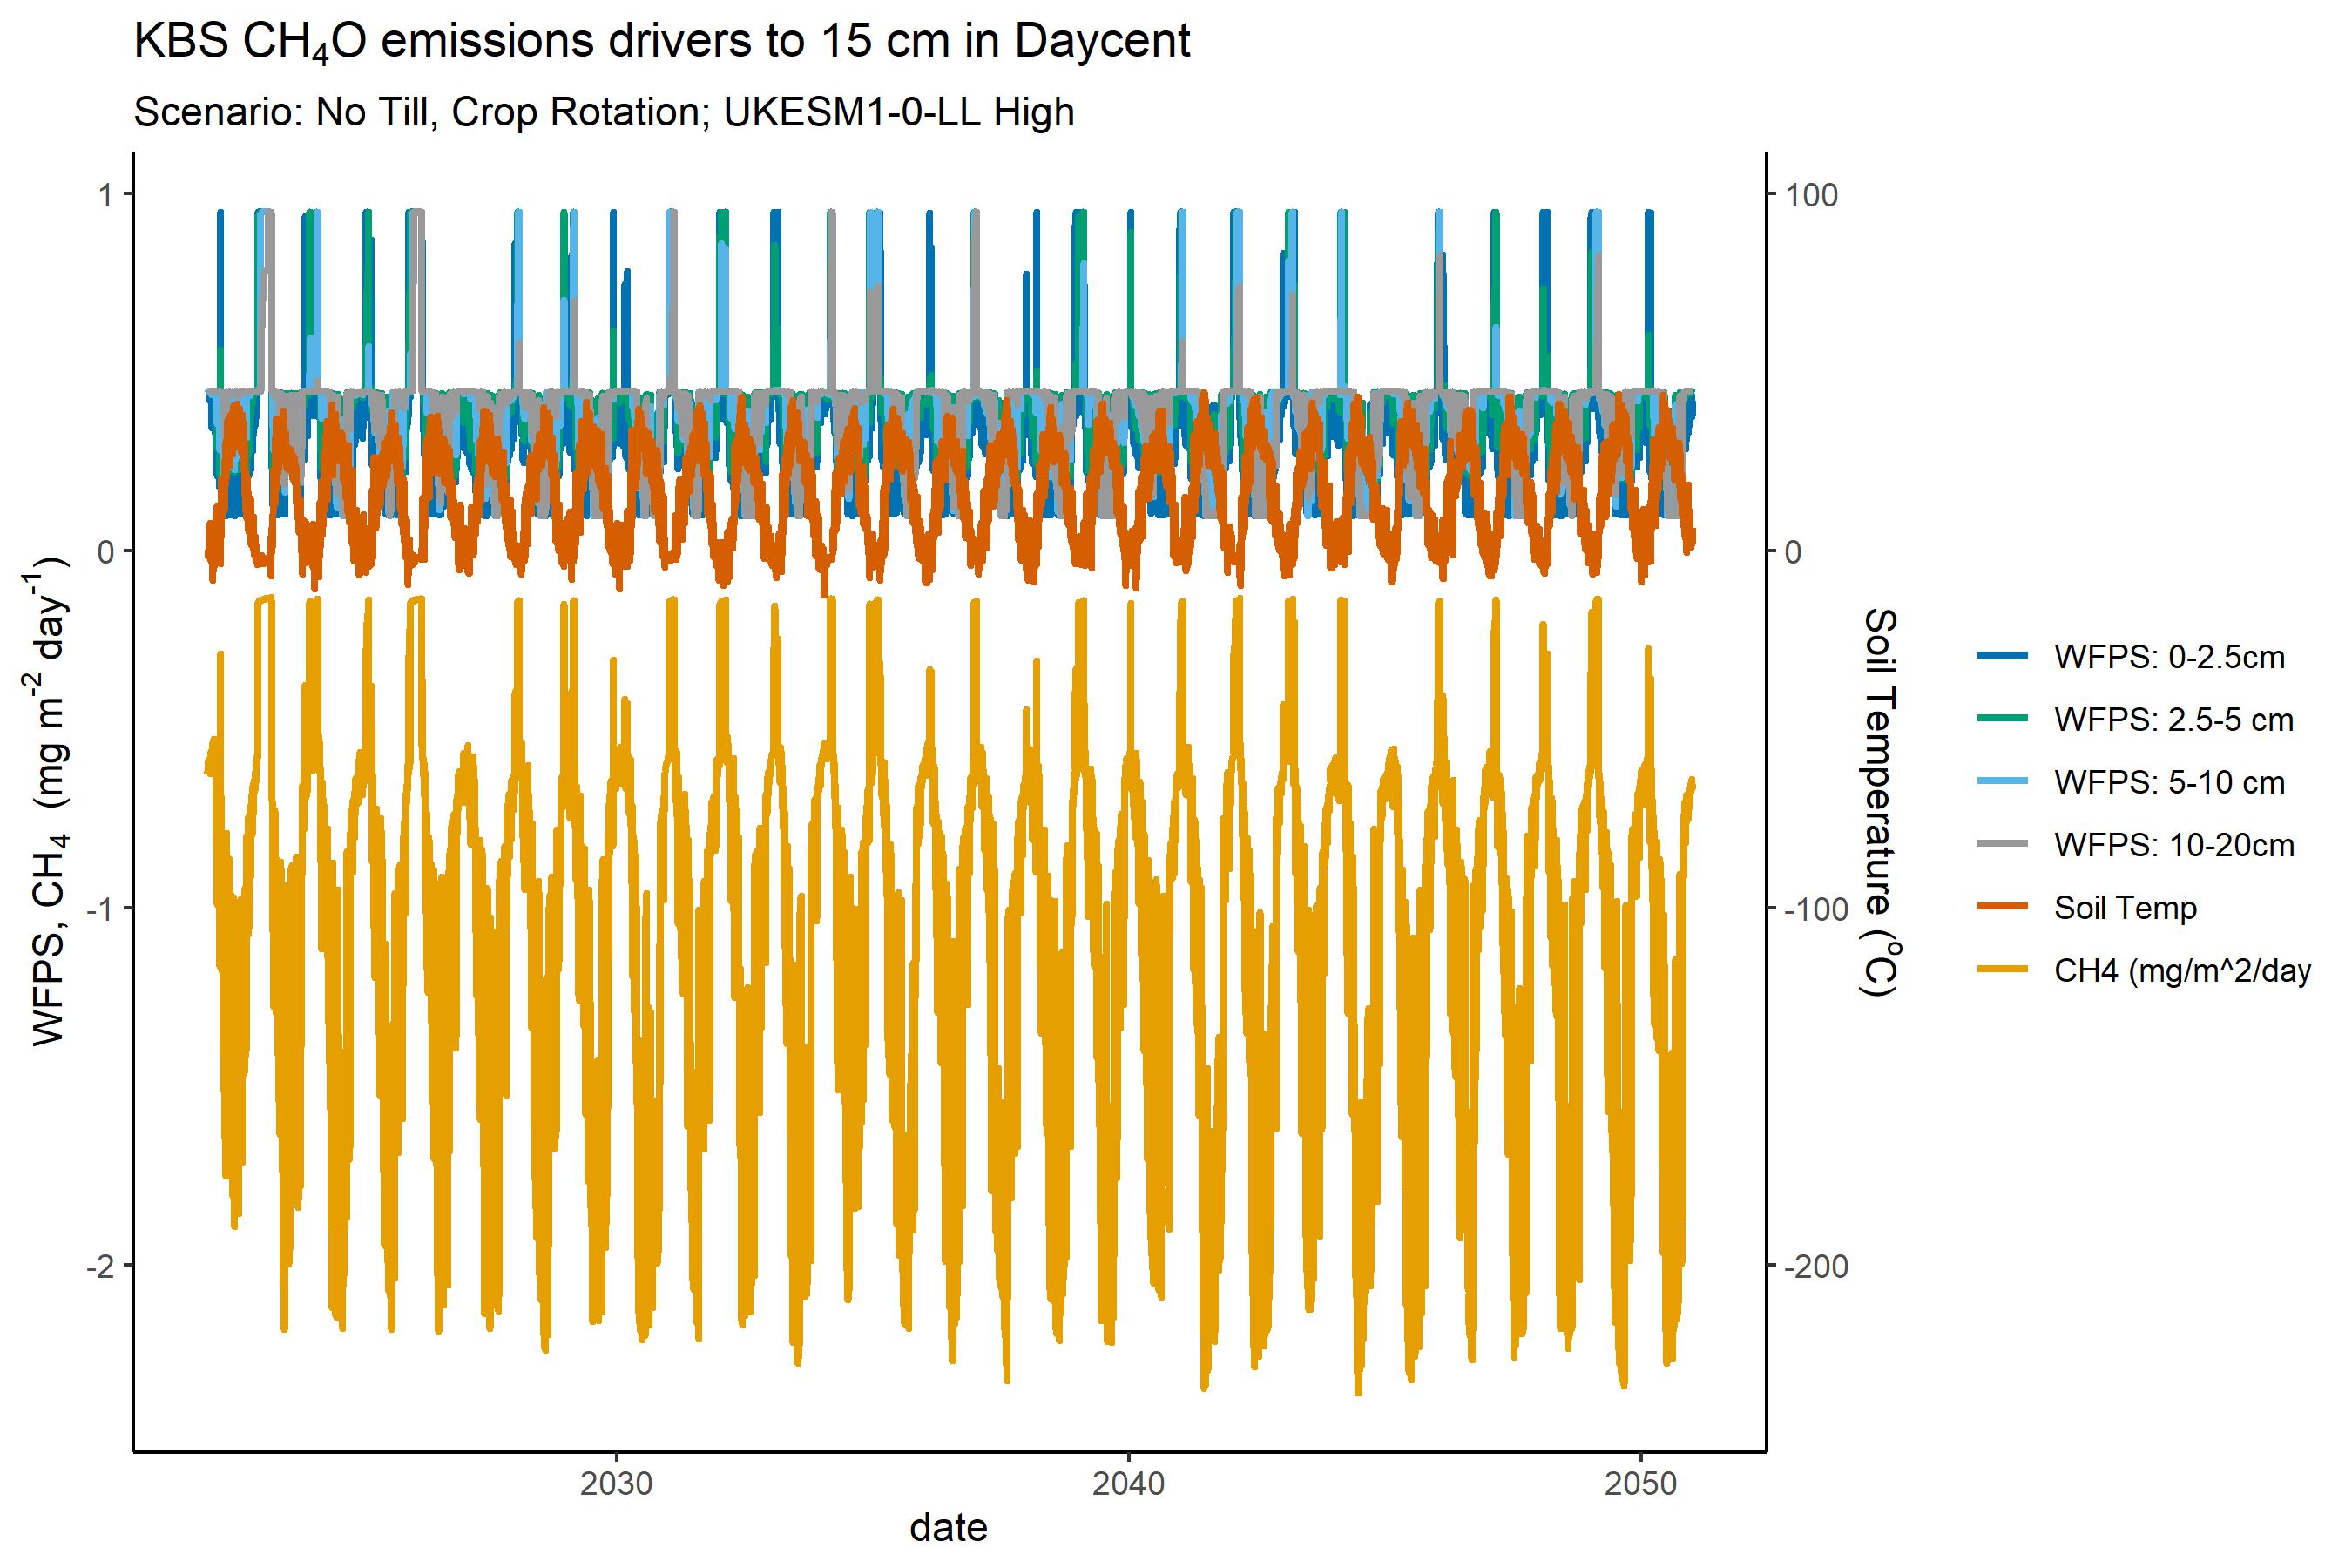 KBS CH₄O emissions drivers to 15 cm in Daycent
Scenario: No Till, Crop Rotation; UKESM1-0-LL High
1
0
-1
-2
WFPS, CH₄ (mg m⁻² day⁻¹)
100
0
-100
-200
Soil Temperature (°C)
2030
2040
2050
date
WFPS: 0-2.5cm
WFPS: 2.5-5 cm
WFPS: 5-10 cm
WFPS: 10-20cm
Soil Temp
CH4 (mg/m^2/day